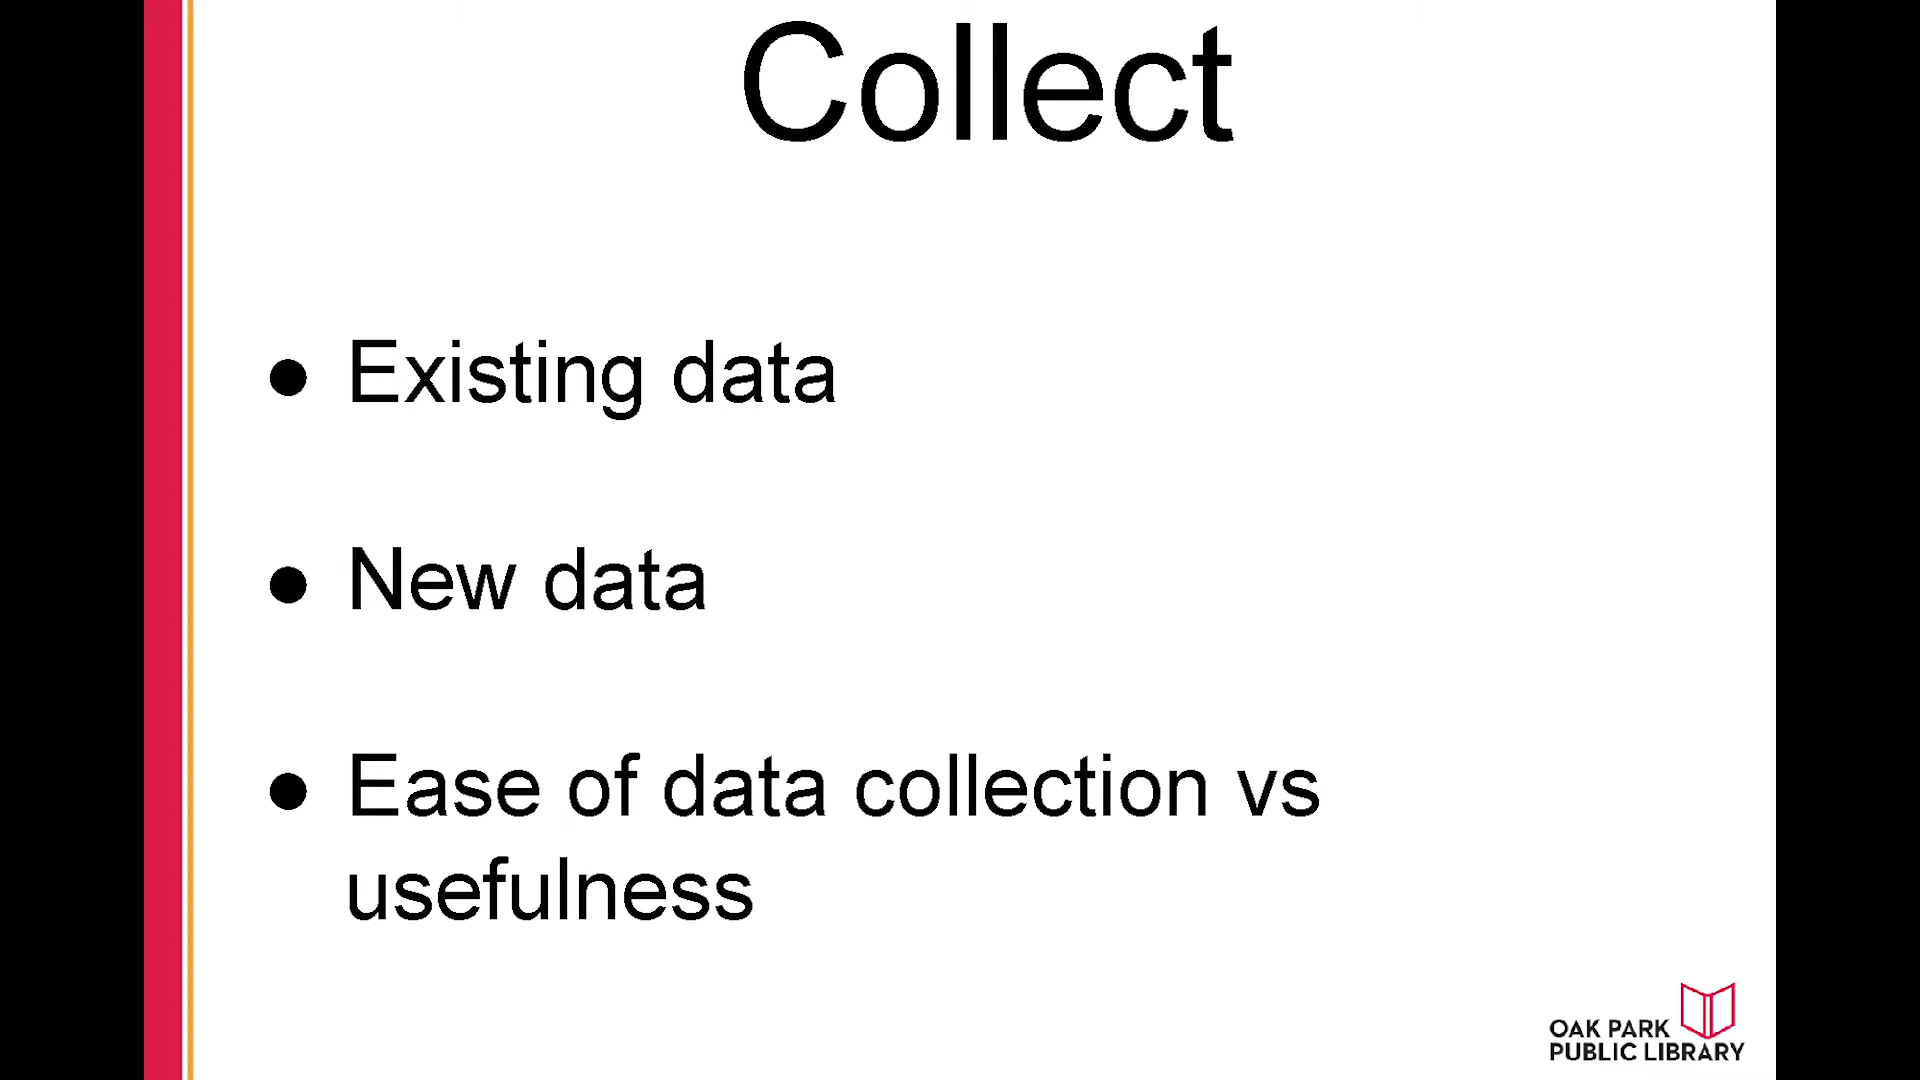 Collect
● Existing data
● New data
● Ease of data collection vs
usefulness
OAK PARK
PUBLIC LIBRARY